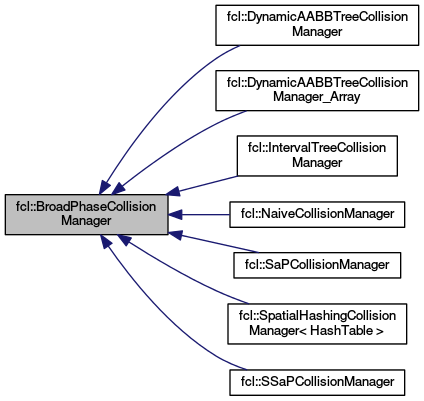 fcl::DynamicAABBTreeCollision
Manager
fcl::DynamicAABBTreeCollision
Manager_Array
fcl::IntervalTreeCollision
Manager
fcl::BroadPhaseCollision
Manager
fcl::NaiveCollisionManager
fcl::SaPCollisionManager
fcl::SpatialHashingCollision
Manager< HashTable >
fcl::SSaPCollisionManager